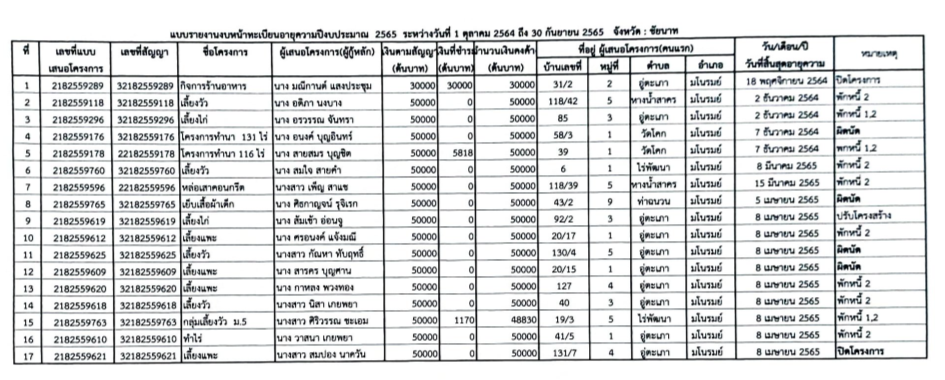 แบบรายงานงบหน้าทะเบียนอายุความปีงบประมาณ 2565 ระหว่างวันที่ 1 ตุลาคม 2564 ถึง 30 กันยายน 2565 จังหวัด : ชัยนาท
ที่ เลขที่แบบเสนอโครงการ เลขที่สัญญา ชื่อโครงการ ผู้เสนอโครงการ(ผู้กู้หลัก) เงินตามสัญญา (ต้นบาท) เงินที่ชำระ (ต้นบาท) จำนวนเงินคงค้าง (ต้นบาท) ที่อยู่ ผู้เสนอโครงการ(คนแรก) บ้านเลขที่ หมู่ที่ ตำบล อำเภอ วัน/เดือน/ปี วันที่สิ้นสุดอายุความ หมายเหตุ
1 2182559289 32182559289 กิจการร้านอาหาร นาง มณีกานต์ แสงประชุม 30000 30000 30000 31/2 2 อู่ตะเภา มโนรมย์ 18 พฤศจิกายน 2564 ปิดโครงการ
2 2182559118 32182559118 เลี้ยงวัว นาง อติภา 50000 0 50000 118/42 5 หางน้ำสาคร มโนรมย์ 2 ธันวาคม 2564 พักหนี้ 2
3 2182559296 32182559296 เลี้ยงไก่ นาง อรวรรณ จันทรา 50000 0 50000 85 3 อู่ตะเภา มโนรมย์ 2 ธันวาคม 2564 พักหนี้ 1,2
4 2182559176 32182559176 โครงการทำนา 131 ไร่ นาง อนงค์ บุญอินทร์ 50000 0 50000 58/3 1 วัดโคก มโนรมย์ 7 ธันวาคม 2564 ผิดนัด
5 2182559178 22182559178 โครงการทำนา 116 ไร่ นาง สายสมร บุญชิต 50000 5818 50000 39 1 วัดโคก มโนรมย์ 7 ธันวาคม 2564 พกหนี้ 1,2
6 2182559760 32182559760 เลี้ยงวัว นาง สมใจ สายคำ 50000 0 50000 6 1 ไร่พัฒนา มโนรมย์ 8 มีนาคม 2565 พักหนี้ 2
7 2182559596 22182559596 หล่อเสาคอนกรีต นางสาว เพ็ญ สาแช 50000 0 50000 118/39 5 หางน้ำสาคร มโนรมย์ 15 มีนาคม 2565 พักหนี้ 2
8 2182559765 32182559765 เย็บเสื้อผ้าเด็ก นาง ศิชกาญจน์ รุจิเรก 50000 0 50000 43/2 9 ท่าฉนวน มโนรมย์ 5 เมษายน 2565 ผิดนัด
9 2182559619 32182559619 เลี้ยงไก่ นาง ส้มเช้า อ่อนจู 50000 0 50000 92/2 3 อู่ตะเภา มโนรมย์ 8 เมษายน 2565 ปรับโครงสร้าง
10 2182559612 32182559612 เลี้ยงแพะ นาง ศรอนงค์ แจ้งมณี 50000 0 50000 20/17 1 อู่ตะเภา มโนรมย์ 8 เมษายน 2565 พักหนี้ 2
11 2182559625 32182559625 เลี้ยงวัว นางสาว กัณหา ทับฤทธิ์ 50000 0 50000 130/4 5 อู่ตะเภา มโนรมย์ 8 เมษายน 2565 ผิดนัด
12 2182559609 32182559609 เลี้ยงแพะ นาง สารคร บุญศาน 50000 0 50000 20/15 1 อู่ตะเภา มโนรมย์ 8 เมษายน 2565 ผิดนัด
13 2182559620 32182559620 เลี้ยงแพะ นาง กาหลง พวงทอง 50000 0 50000 127 4 อู่ตะเภา มโนรมย์ 8 เมษายน 2565 พักหนี้ 2
14 2182559618 32182559618 เลี้ยงวัว นางสาว นิสา เกยพยา 50000 0 50000 40 3 อู่ตะเภา มโนรมย์ 8 เมษายน 2565 พักหนี้ 2
15 2182559763 32182559763 กลุ่มเลี้ยงวัว ม.5 นางสาว ศิริวรรณ ชะเอม 50000 1170 48830 19/3 5 ไร่พัฒนา มโนรมย์ 8 เมษายน 2565 พักหนี้ 1,2
16 2182559610 32182559610 ทำไร่ นาง วาสนา เกยพยา 50000 0 50000 41/5 1 อู่ตะเภา มโนรมย์ 8 เมษายน 2565 พักหนี้ 2
17 2182559621 32182559621 เลี้ยงแพะ นางสาว สมปอง นาควัน 50000 0 50000 131/7 4 อู่ตะเภา มโนรมย์ 8 เมษายน 2565 ปิดโครงการ